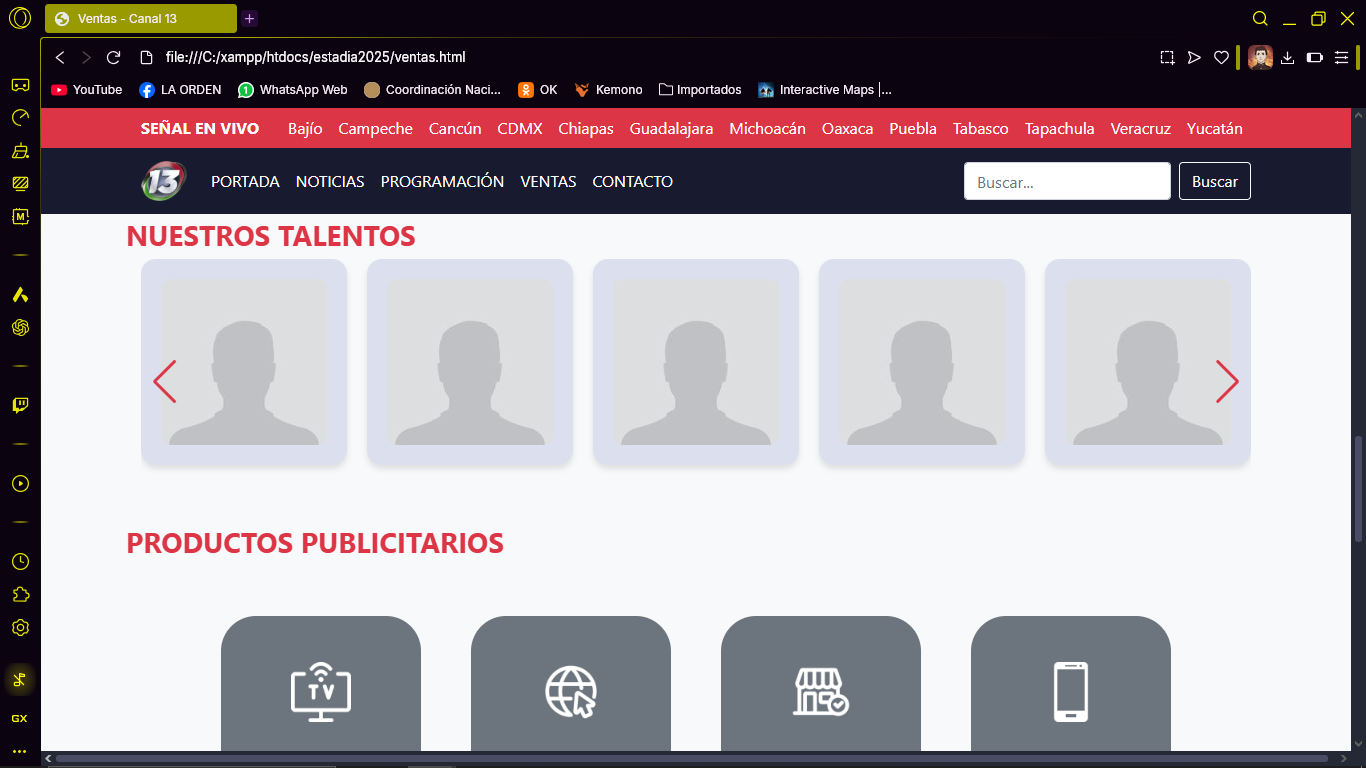 Ventas - Canal 13
file:///C:/xampp/htdocs/estadia2025/ventas.html
YouTube LA ORDEN WhatsApp Web Coordinación Naci... OK Kemono Importados Interactive Maps |...
SEÑAL EN VIVO Bajío Campeche Cancún CDMX Chiapas Guadalajara Michoacán Oaxaca Puebla Tabasco Tapachula Veracruz Yucatán
13 PORTADA NOTICIAS PROGRAMACIÓN VENTAS CONTACTO Buscar... Buscar
NUESTROS TALENTOS
PRODUCTOS PUBLICITARIOS
TV
M
GX